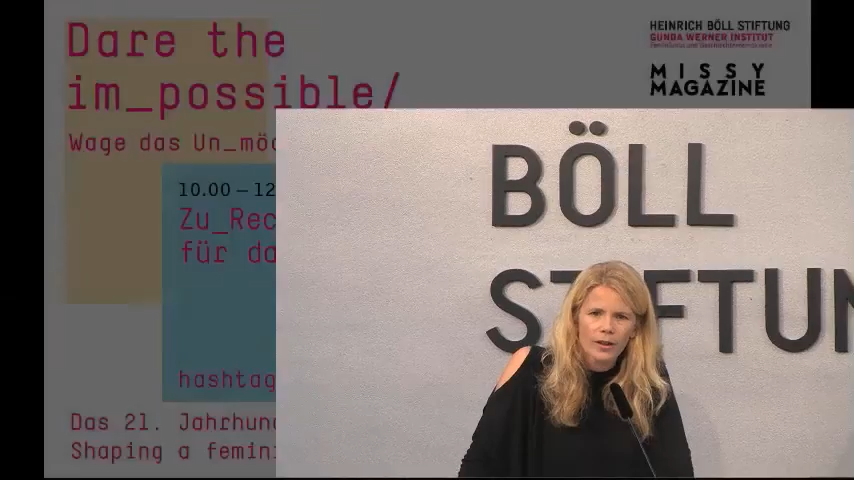 Dare the
im_possible/
Wage das Un_möc
10.00 – 12
Zu_Rec
für da
hashtag
Das 21. Jahrhun
Shaping a femini
HEINRICH BÖLL STIFTUNG
GUNDA WERNER INSTITUT
MISSY
MAGAZINE
BÖLL
STIFTUN